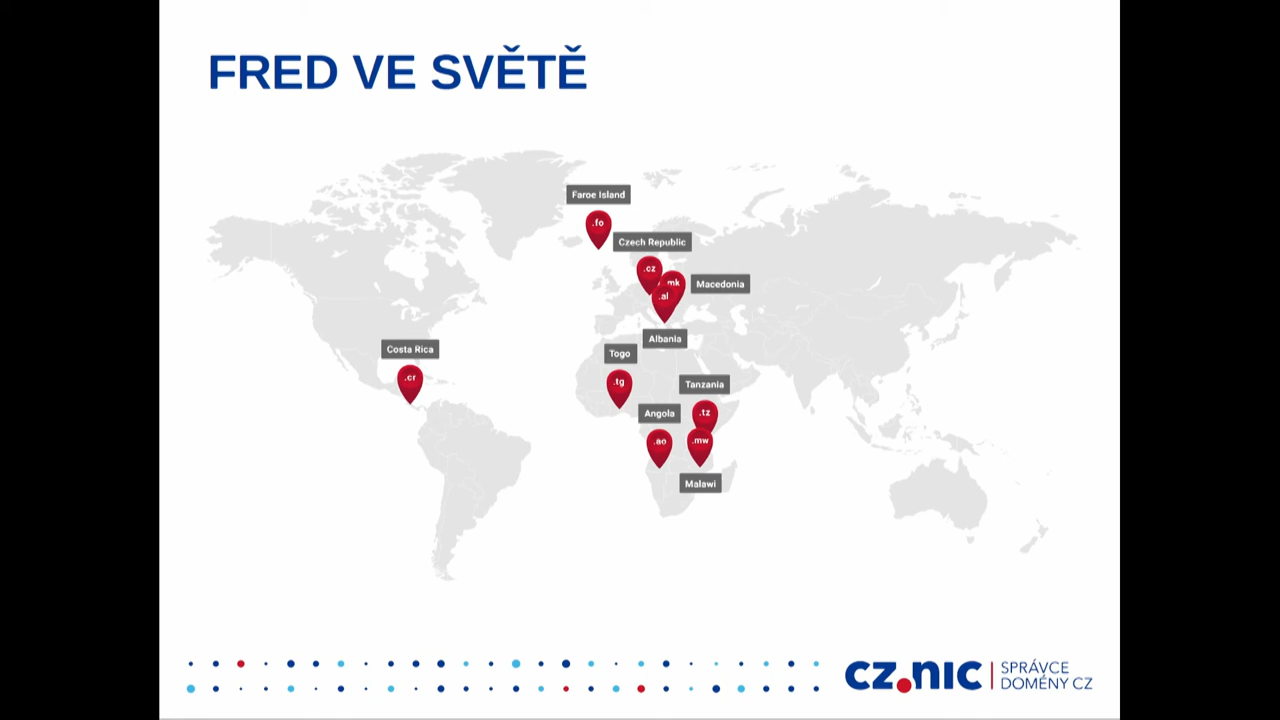 FRED VE SVĚTĚ
Faroe Island
.fo
Czech Republic
.cz
.mk
Macedonia
.al
Albania
Costa Rica
.cr
Togo
.tg
Tanzania
.tz
Angola
.ao
.mw
Malawi
CZ.NIC
SPRÁVCE
DOMÉNY CZ